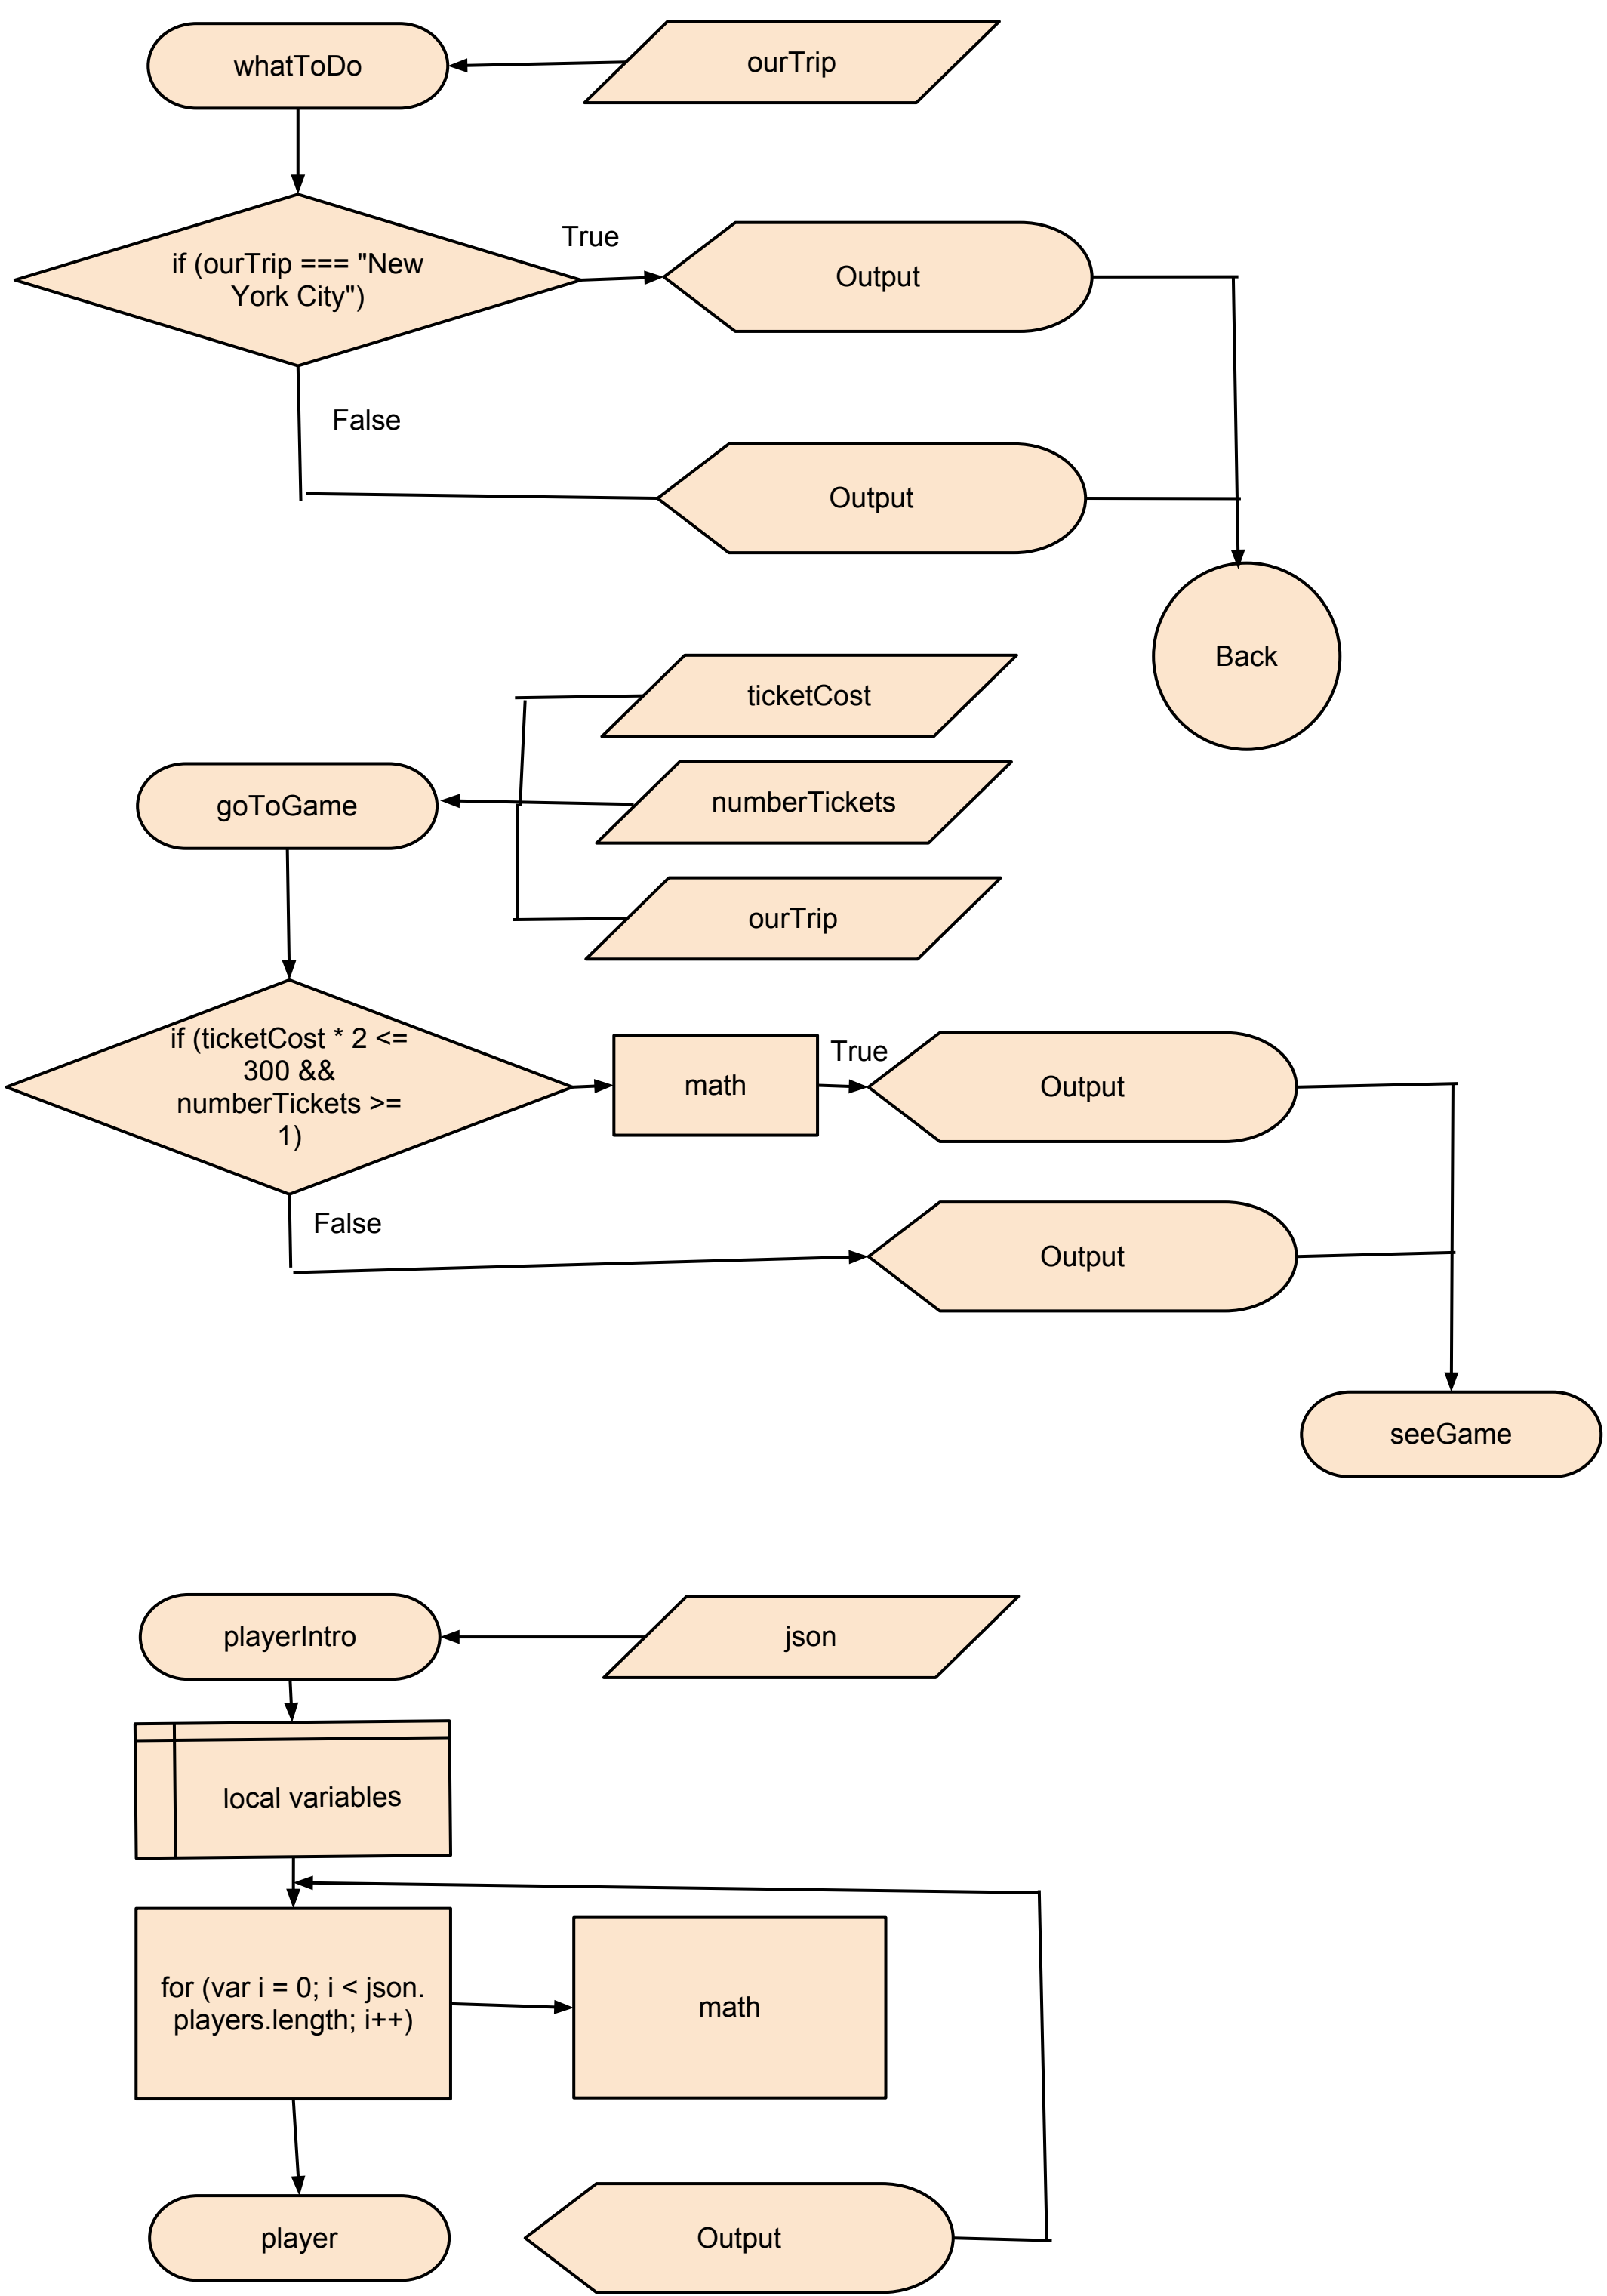 whatToDo
ourTrip
if (ourTrip === "New
York City")
True
Output
False
Output
Back
ticketCost
goToGame
numberTickets
ourTrip
if (ticketCost * 2 <=
300 &&
numberTickets >=
1)
math
True
Output
False
Output
seeGame
playerIntro
json
local variables
for (var i = 0; i < json.
players.length; i++)
math
player
Output